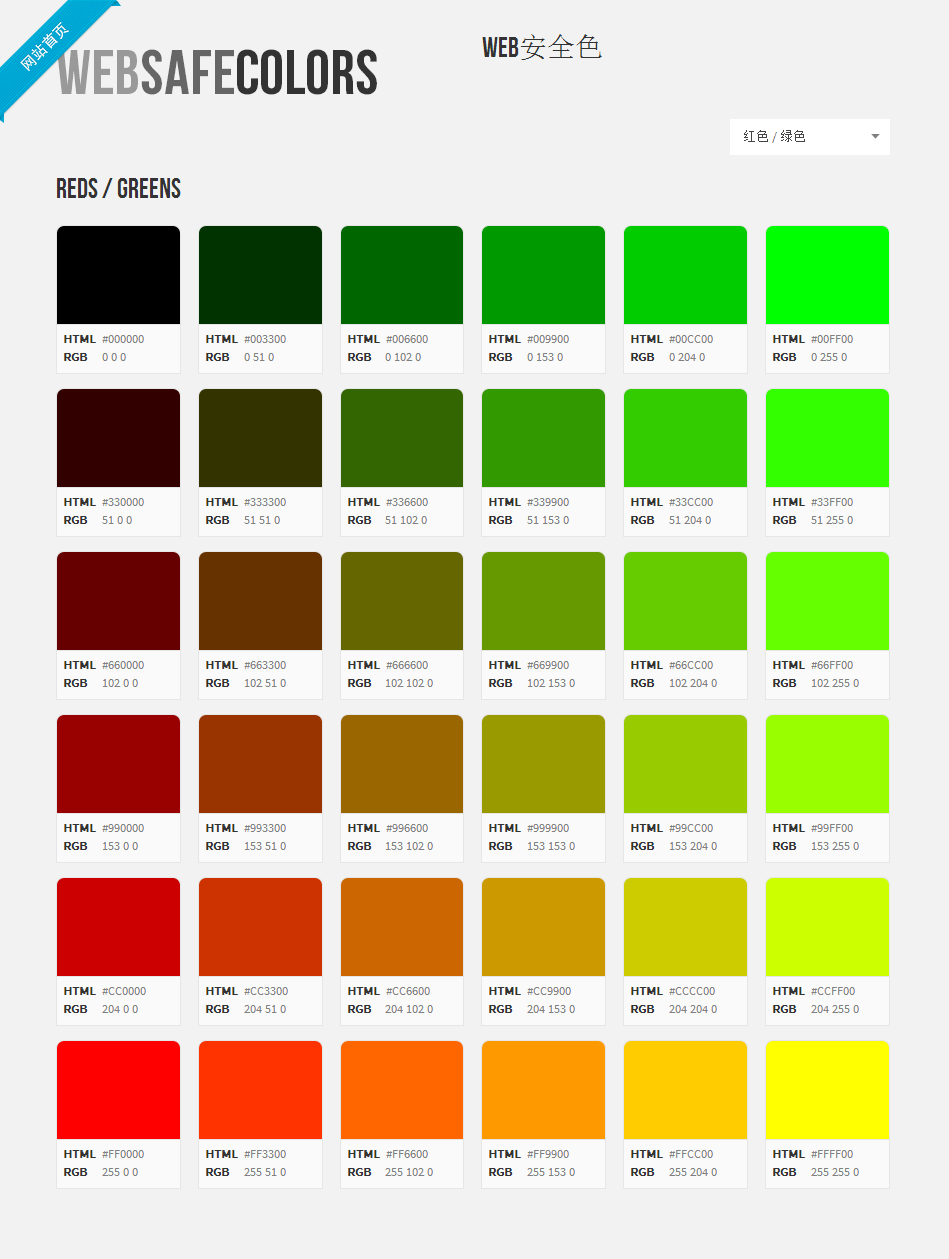 网站首页
WEBSAFECOLORS
WEB安全色
红色 / 绿色
REDS / GREENS
HTML #000000 HTML #003300 HTML #006600 HTML #009900 HTML #00CC00 HTML #00FF00
RGB 0 0 0 RGB 0 51 0 RGB 0 102 0 RGB 0 153 0 RGB 0 204 0 RGB 0 255 0
HTML #330000 HTML #333300 HTML #336600 HTML #339900 HTML #33CC00 HTML #33FF00
RGB 51 0 0 RGB 51 51 0 RGB 51 102 0 RGB 51 153 0 RGB 51 204 0 RGB 51 255 0
HTML #660000 HTML #663300 HTML #666600 HTML #669900 HTML #66CC00 HTML #66FF00
RGB 102 0 0 RGB 102 51 0 RGB 102 102 0 RGB 102 153 0 RGB 102 204 0 RGB 102 255 0
HTML #990000 HTML #993300 HTML #996600 HTML #999900 HTML #99CC00 HTML #99FF00
RGB 153 0 0 RGB 153 51 0 RGB 153 102 0 RGB 153 153 0 RGB 153 204 0 RGB 153 255 0
HTML #CC0000 HTML #CC3300 HTML #CC6600 HTML #CC9900 HTML #CCCC00 HTML #CCFF00
RGB 204 0 0 RGB 204 51 0 RGB 204 102 0 RGB 204 153 0 RGB 204 204 0 RGB 204 255 0
HTML #FF0000 HTML #FF3300 HTML #FF6600 HTML #FF9900 HTML #FFCC00 HTML #FFFF00
RGB 255 0 0 RGB 255 51 0 RGB 255 102 0 RGB 255 153 0 RGB 255 204 0 RGB 255 255 0